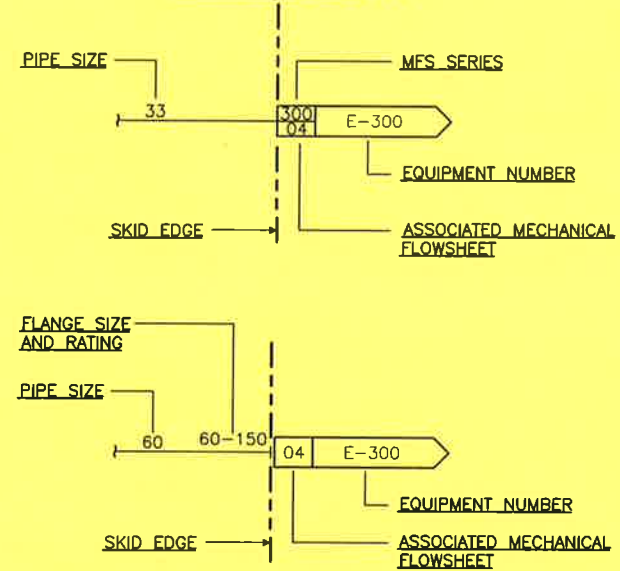 PIPE SIZE
MFS SERIES
33
300
04
E-300
EQUIPMENT NUMBER
SKID EDGE
ASSOCIATED MECHANICAL
FLOWSHEET
FLANGE SIZE
AND RATING
PIPE SIZE
60
60-150
04
E-300
EQUIPMENT NUMBER
SKID EDGE
ASSOCIATED MECHANICAL
FLOWSHEET